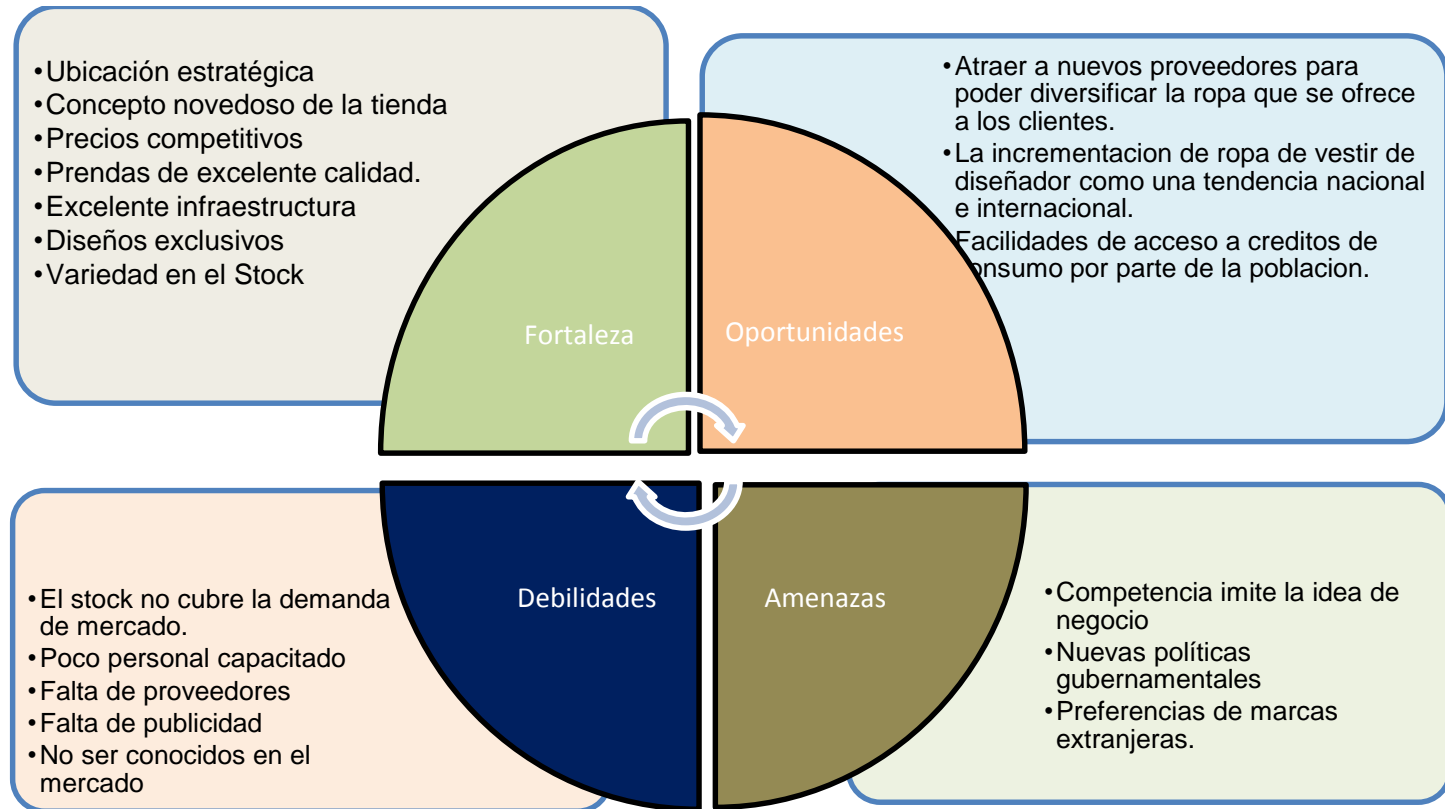 •Ubicación estratégica
•Concepto novedoso de la tienda
•Precios competitivos
•Prendas de excelente calidad.
•Excelente infraestructura
•Diseños exclusivos
•Variedad en el Stock
Fortaleza
•Atraer a nuevos proveedores para
poder diversificar la ropa que se ofrece
a los clientes.
•La incrementacion de ropa de vestir de
diseñador como una tendencia nacional
e internacional.
Facilidades de acceso a creditos de
onsumo por parte de la poblacion.
Oportunidades
•El stock no cubre la demanda
de mercado.
•Poco personal capacitado
•Falta de proveedores
•Falta de publicidad
•No ser conocidos en el
mercado
Debilidades
Amenazas
•Competencia imite la idea de
negocio
•Nuevas políticas
gubernamentales
•Preferencias de marcas
extranjeras.